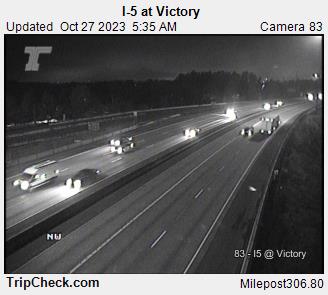 I-5 at Victory
Updated Oct 27 2023 5:35 AM Camera 83
T
NW
83 - I5 @ Victory
TripCheck.com Milepost306.80